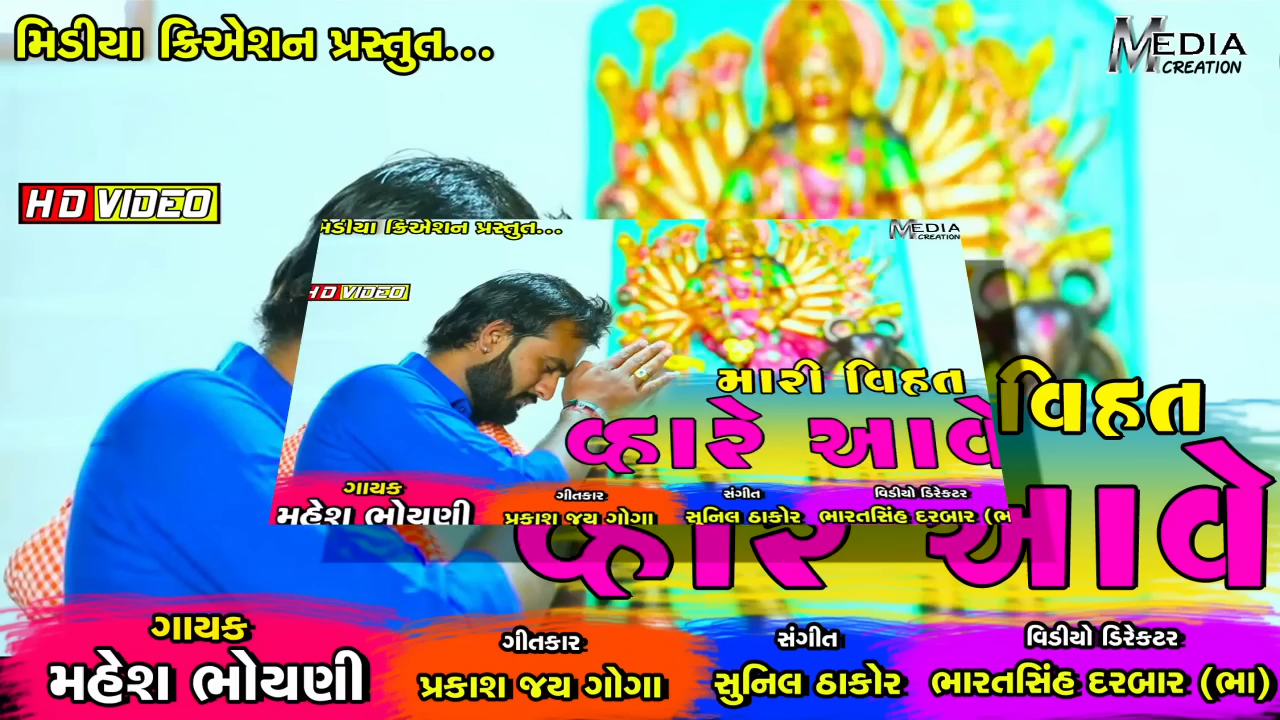 મિડીયા ક્રિએશન પ્રસ્તુત...
MEDIA
CREATION
HD VIDEO
મિડીયા ક્રિએશન પ્રસ્તુત...
MEDIA
CREATION
HD VIDEO
મારી વિહત
વ્હારે આવે
ગાયક
મહેશ ભોયણી
ગીતકાર
પ્રકાશ જય ગોગા
સંગીત
સુનિલ ઠાકોર
વિડીયો ડિરેક્ટર
ભારતસિંહ દરબાર (ભ
વિહત
વ્હારે આવે
ગાયક
મહેશ ભોયણી
ગીતકાર
પ્રકાશ જય ગોગા
સંગીત
સુનિલ ઠાકોર
વિડીયો ડિરેક્ટર
ભારતસિંહ દરબાર (ભા)